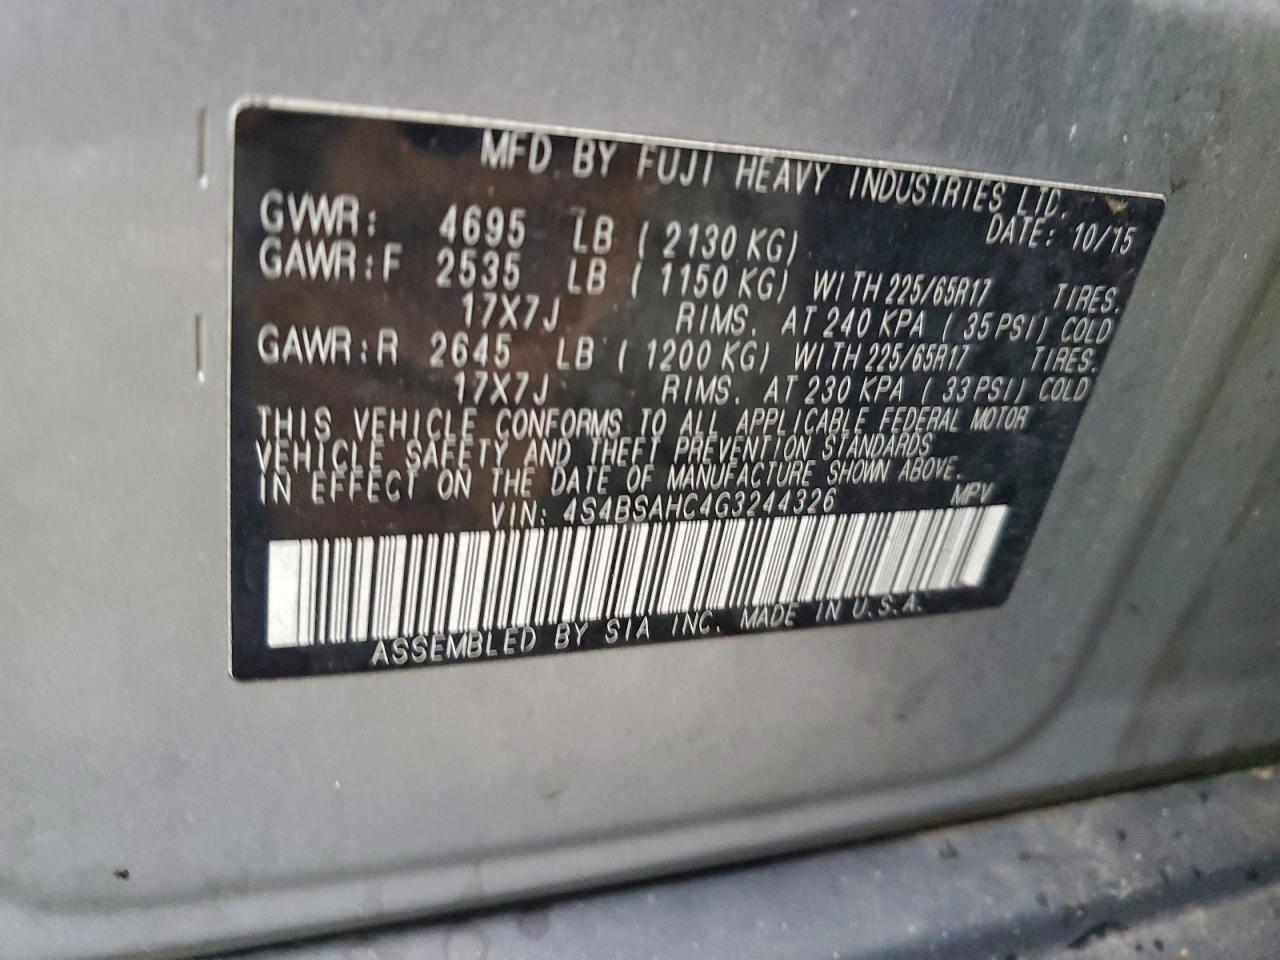 MFD. BY FUJI HEAVY INDUSTRIES LTD.
DATE: 10/15
GVWR: 4695 LB ( 2130 KG)
GAWR:F 2535 LB ( 1150 KG) WITH 225/65R17 TIRES.
17X7J RIMS. AT 240 KPA ( 35PSI) COLD
GAWR:R 2645 LB ( 1200 KG) WITH 225/65R17 TIRES.
17X7J RIMS. AT 230 KPA ( 33PSI) COLD
THIS VEHICLE CONFORMS TO ALL APPLICABLE FEDERAL MOTOR
VEHICLE SAFETY AND THEFT PREVENTION STANDARDS
IN EFFECT ON THE DATE OF MANUFACTURE SHOWN ABOVE.
VIN: 4S4BSAHC4G3244326 MPV
ASSEMBLED BY SIA INC. MADE IN U.S.A.